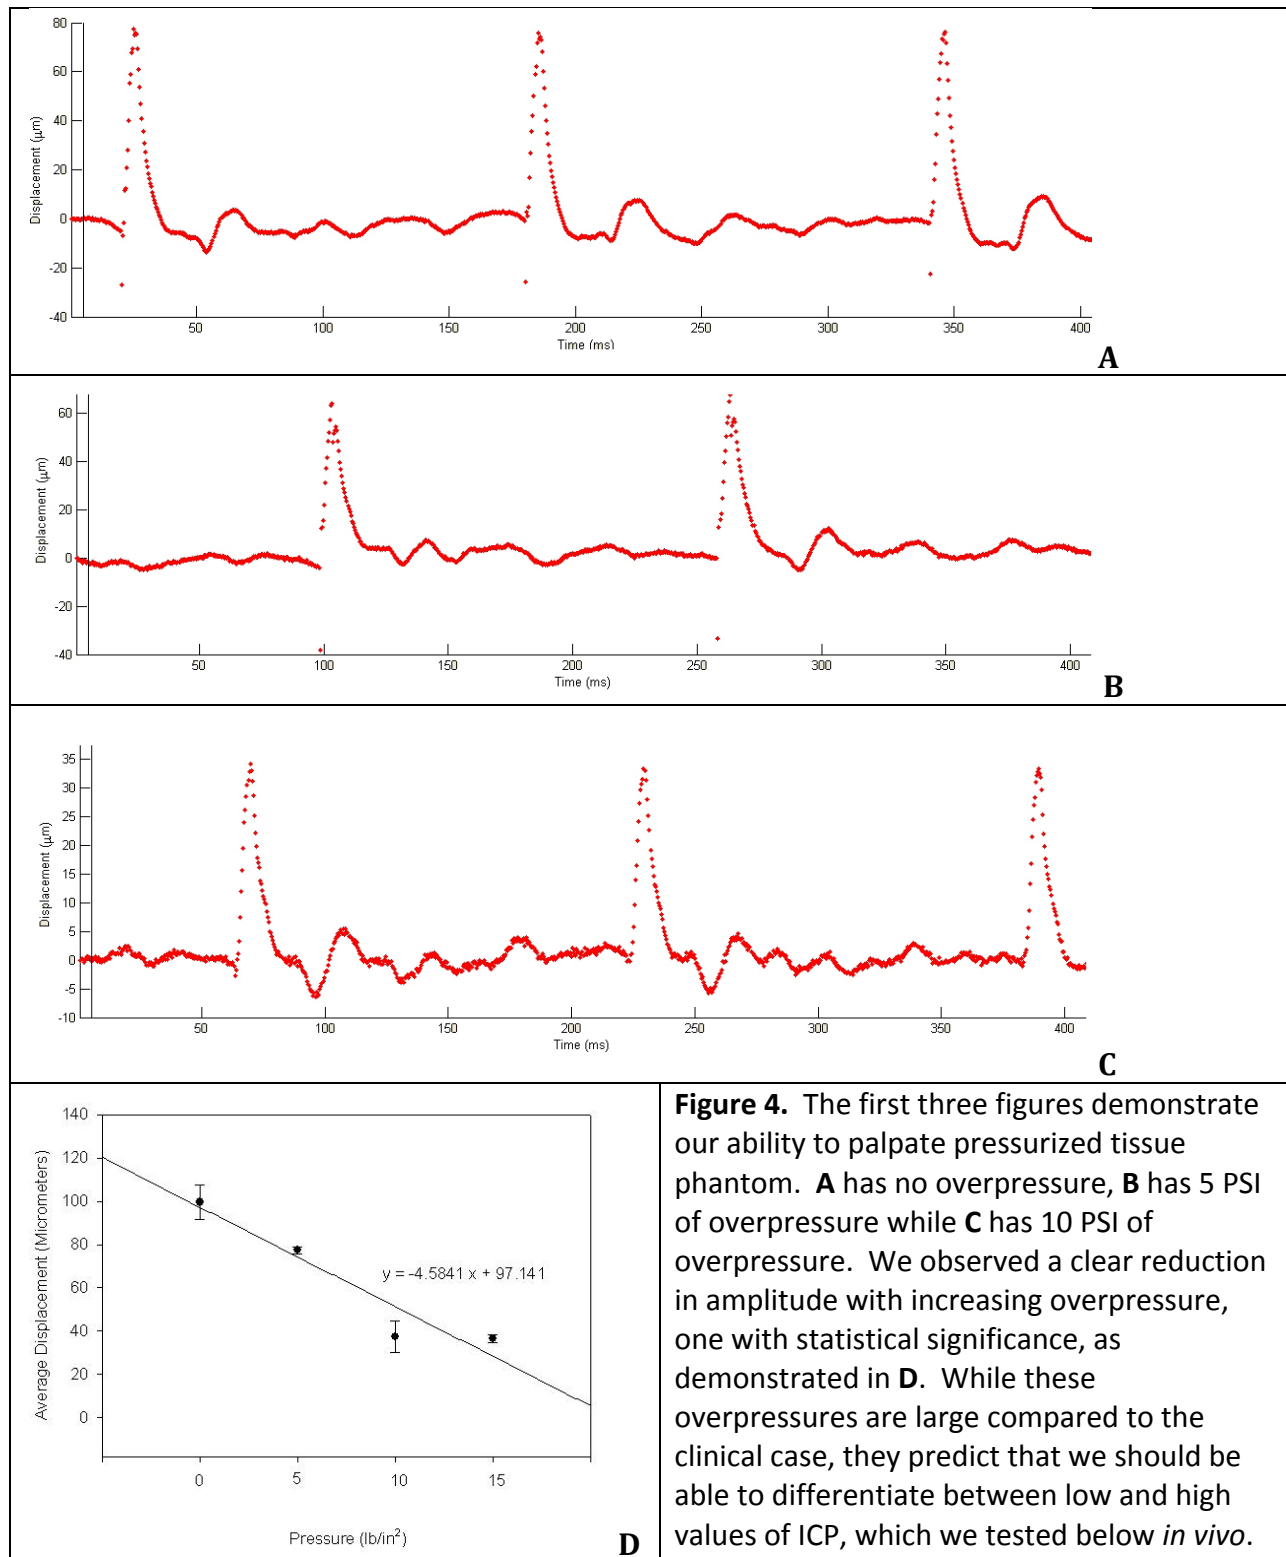 80
60
40
20
0
-20
-40
Displacement (μm)
50
100
150
200
250
300
350
400
Time (ms)
A
60
40
20
0
-20
-40
Displacement (μm)
50
100
150
200
250
300
350
400
Time (ms)
B
35
30
25
20
15
10
5
0
-5
-10
Displacement (μm)
50
100
150
200
250
300
350
400
Time (ms)
C
140
120
100
80
60
40
20
0
Average Displacement (Micrometers)
y = -4.5841 x + 97.141
0
5
10
15
Pressure (lb/in²)
D
Figure 4. The first three figures demonstrate
our ability to palpate pressurized tissue
phantom. A has no overpressure, B has 5 PSI
of overpressure while C has 10 PSI of
overpressure. We observed a clear reduction
in amplitude with increasing overpressure,
one with statistical significance, as
demonstrated in D. While these
overpressures are large compared to the
clinical case, they predict that we should be
able to differentiate between low and high
values of ICP, which we tested below in vivo.